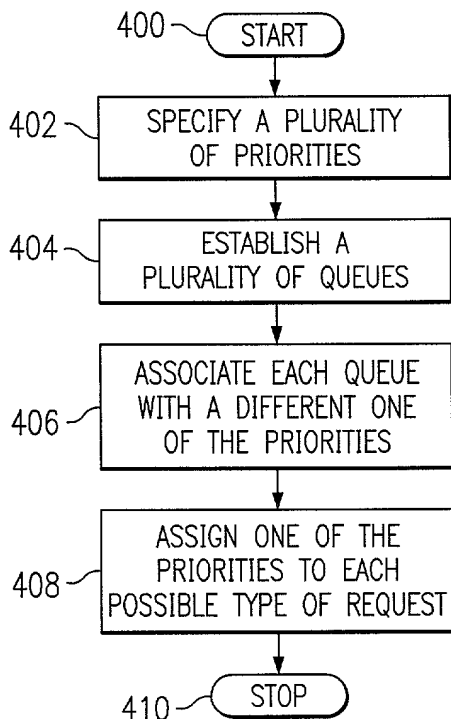 400
START
402
SPECIFY A PLURALITY
OF PRIORITIES
404
ESTABLISH A
PLURALITY OF QUEUES
406
ASSOCIATE EACH QUEUE
WITH A DIFFERENT ONE
OF THE PRIORITIES
408
ASSIGN ONE OF THE
PRIORITIES TO EACH
POSSIBLE TYPE OF REQUEST
410
STOP